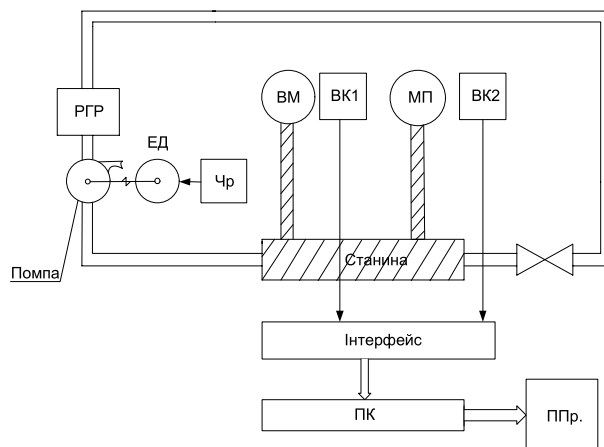 ВМ
ВК1
МП
ВК2
РГР
ЕД
Чр
Помпа
Станина
Інтерфейс
ПК
ППр.